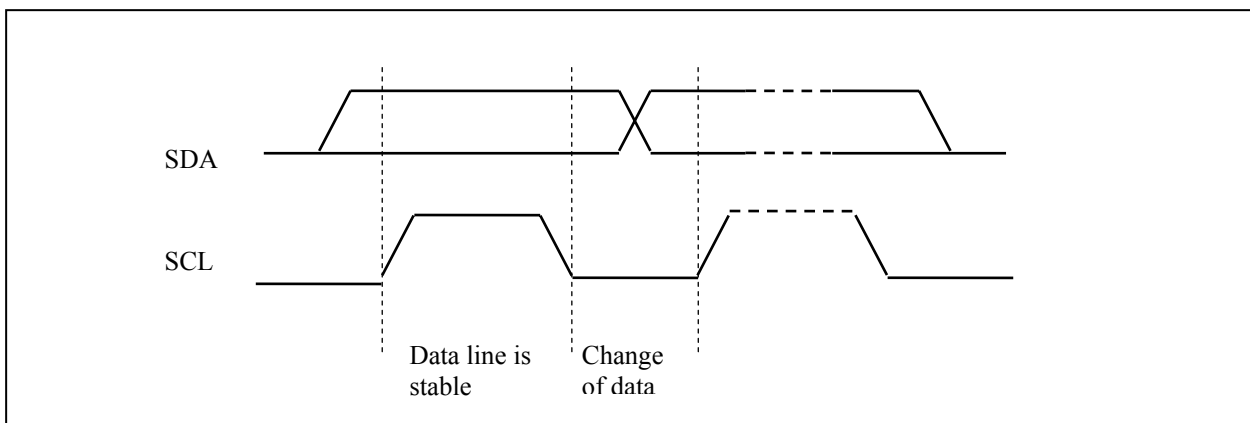 SDA
SCL
Data line is
stable
Change
of data